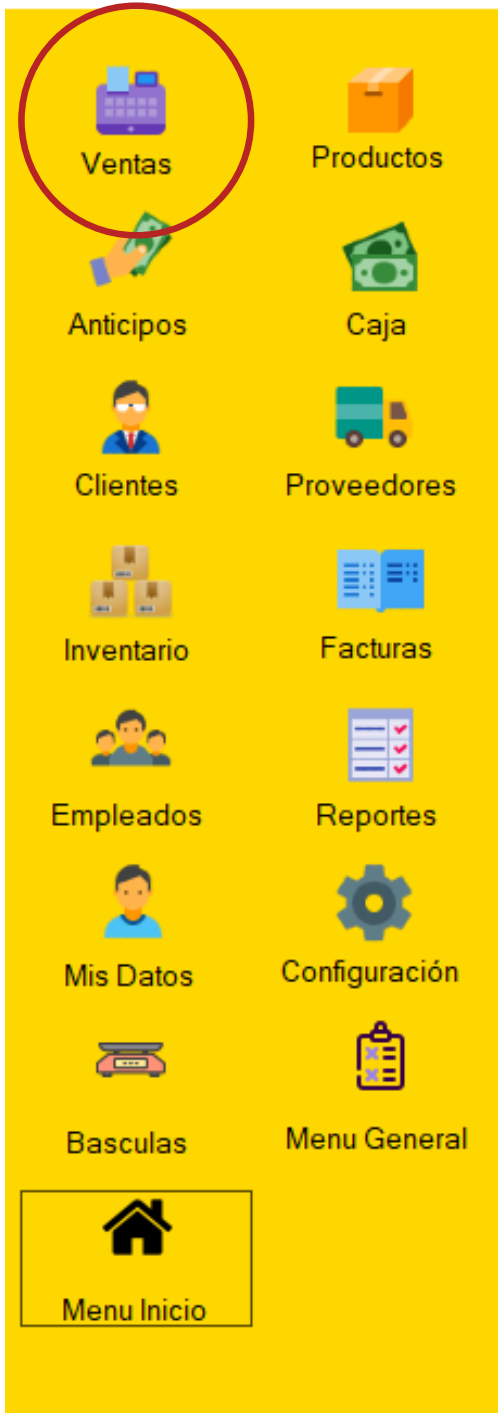 Ventas
Productos
Anticipos
Caja
Clientes
Proveedores
Inventario
Facturas
Empleados
Reportes
Mis Datos
Configuración
Basculas
Menu General
Menu Inicio